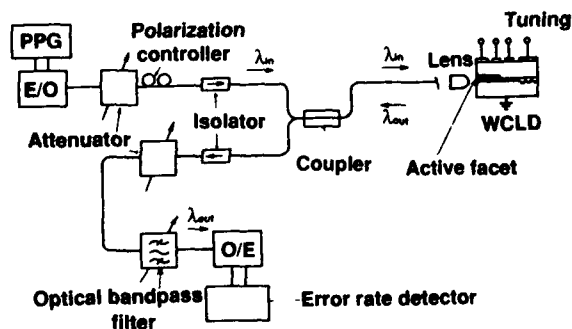 PPG
E/O
Polarization
controller
λin
λin
Tuning
Lens
Attenuator
Isolator
λout
WCLD
Coupler
Active facet
λout
O/E
Optical bandpass
filter
Error rate detector